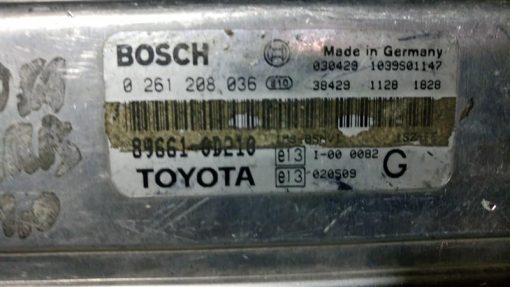 BOSCH
Made in Germany
030429 1039S01147
0 261 208 036 e10 38429 1128 1828
89661-0D210
e13 I-00 0082
TOYOTA G
e13 020509